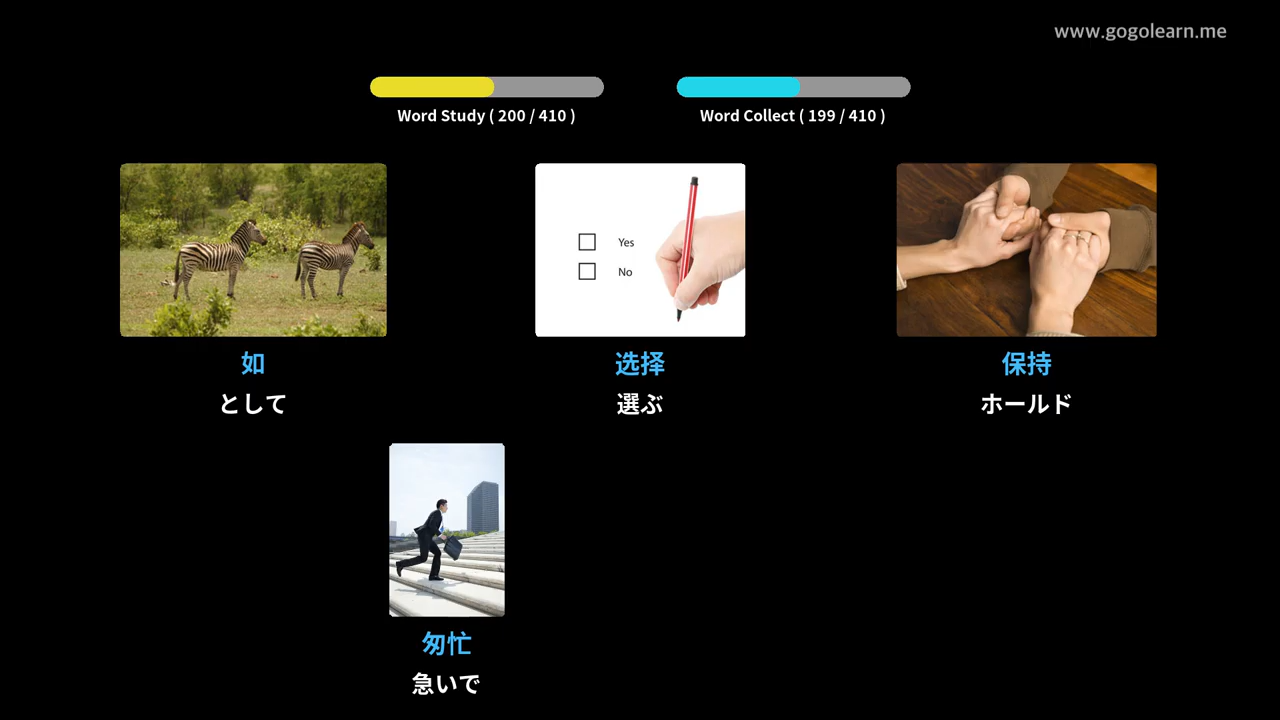 www.gogolearn.me
Word Study ( 200 / 410 )
Word Collect ( 199 / 410 )
Yes
No
如
选择
保持
として
選ぶ
ホールド
匆忙
急いで